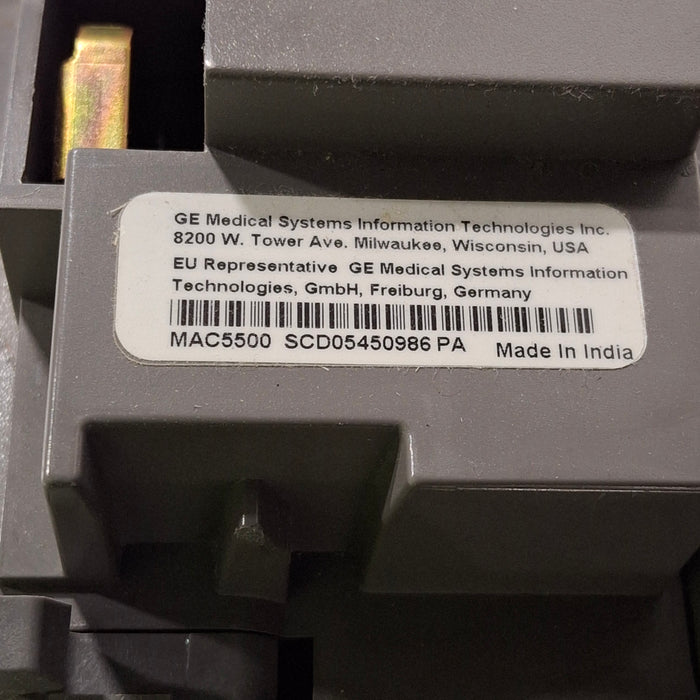 GE Medical Systems Information Technologies Inc.
8200 W. Tower Ave. Milwaukee, Wisconsin, USA
EU Representative GE Medical Systems Information
Technologies, GmbH, Freiburg, Germany
MAC5500 SCD05450986 PA Made In India